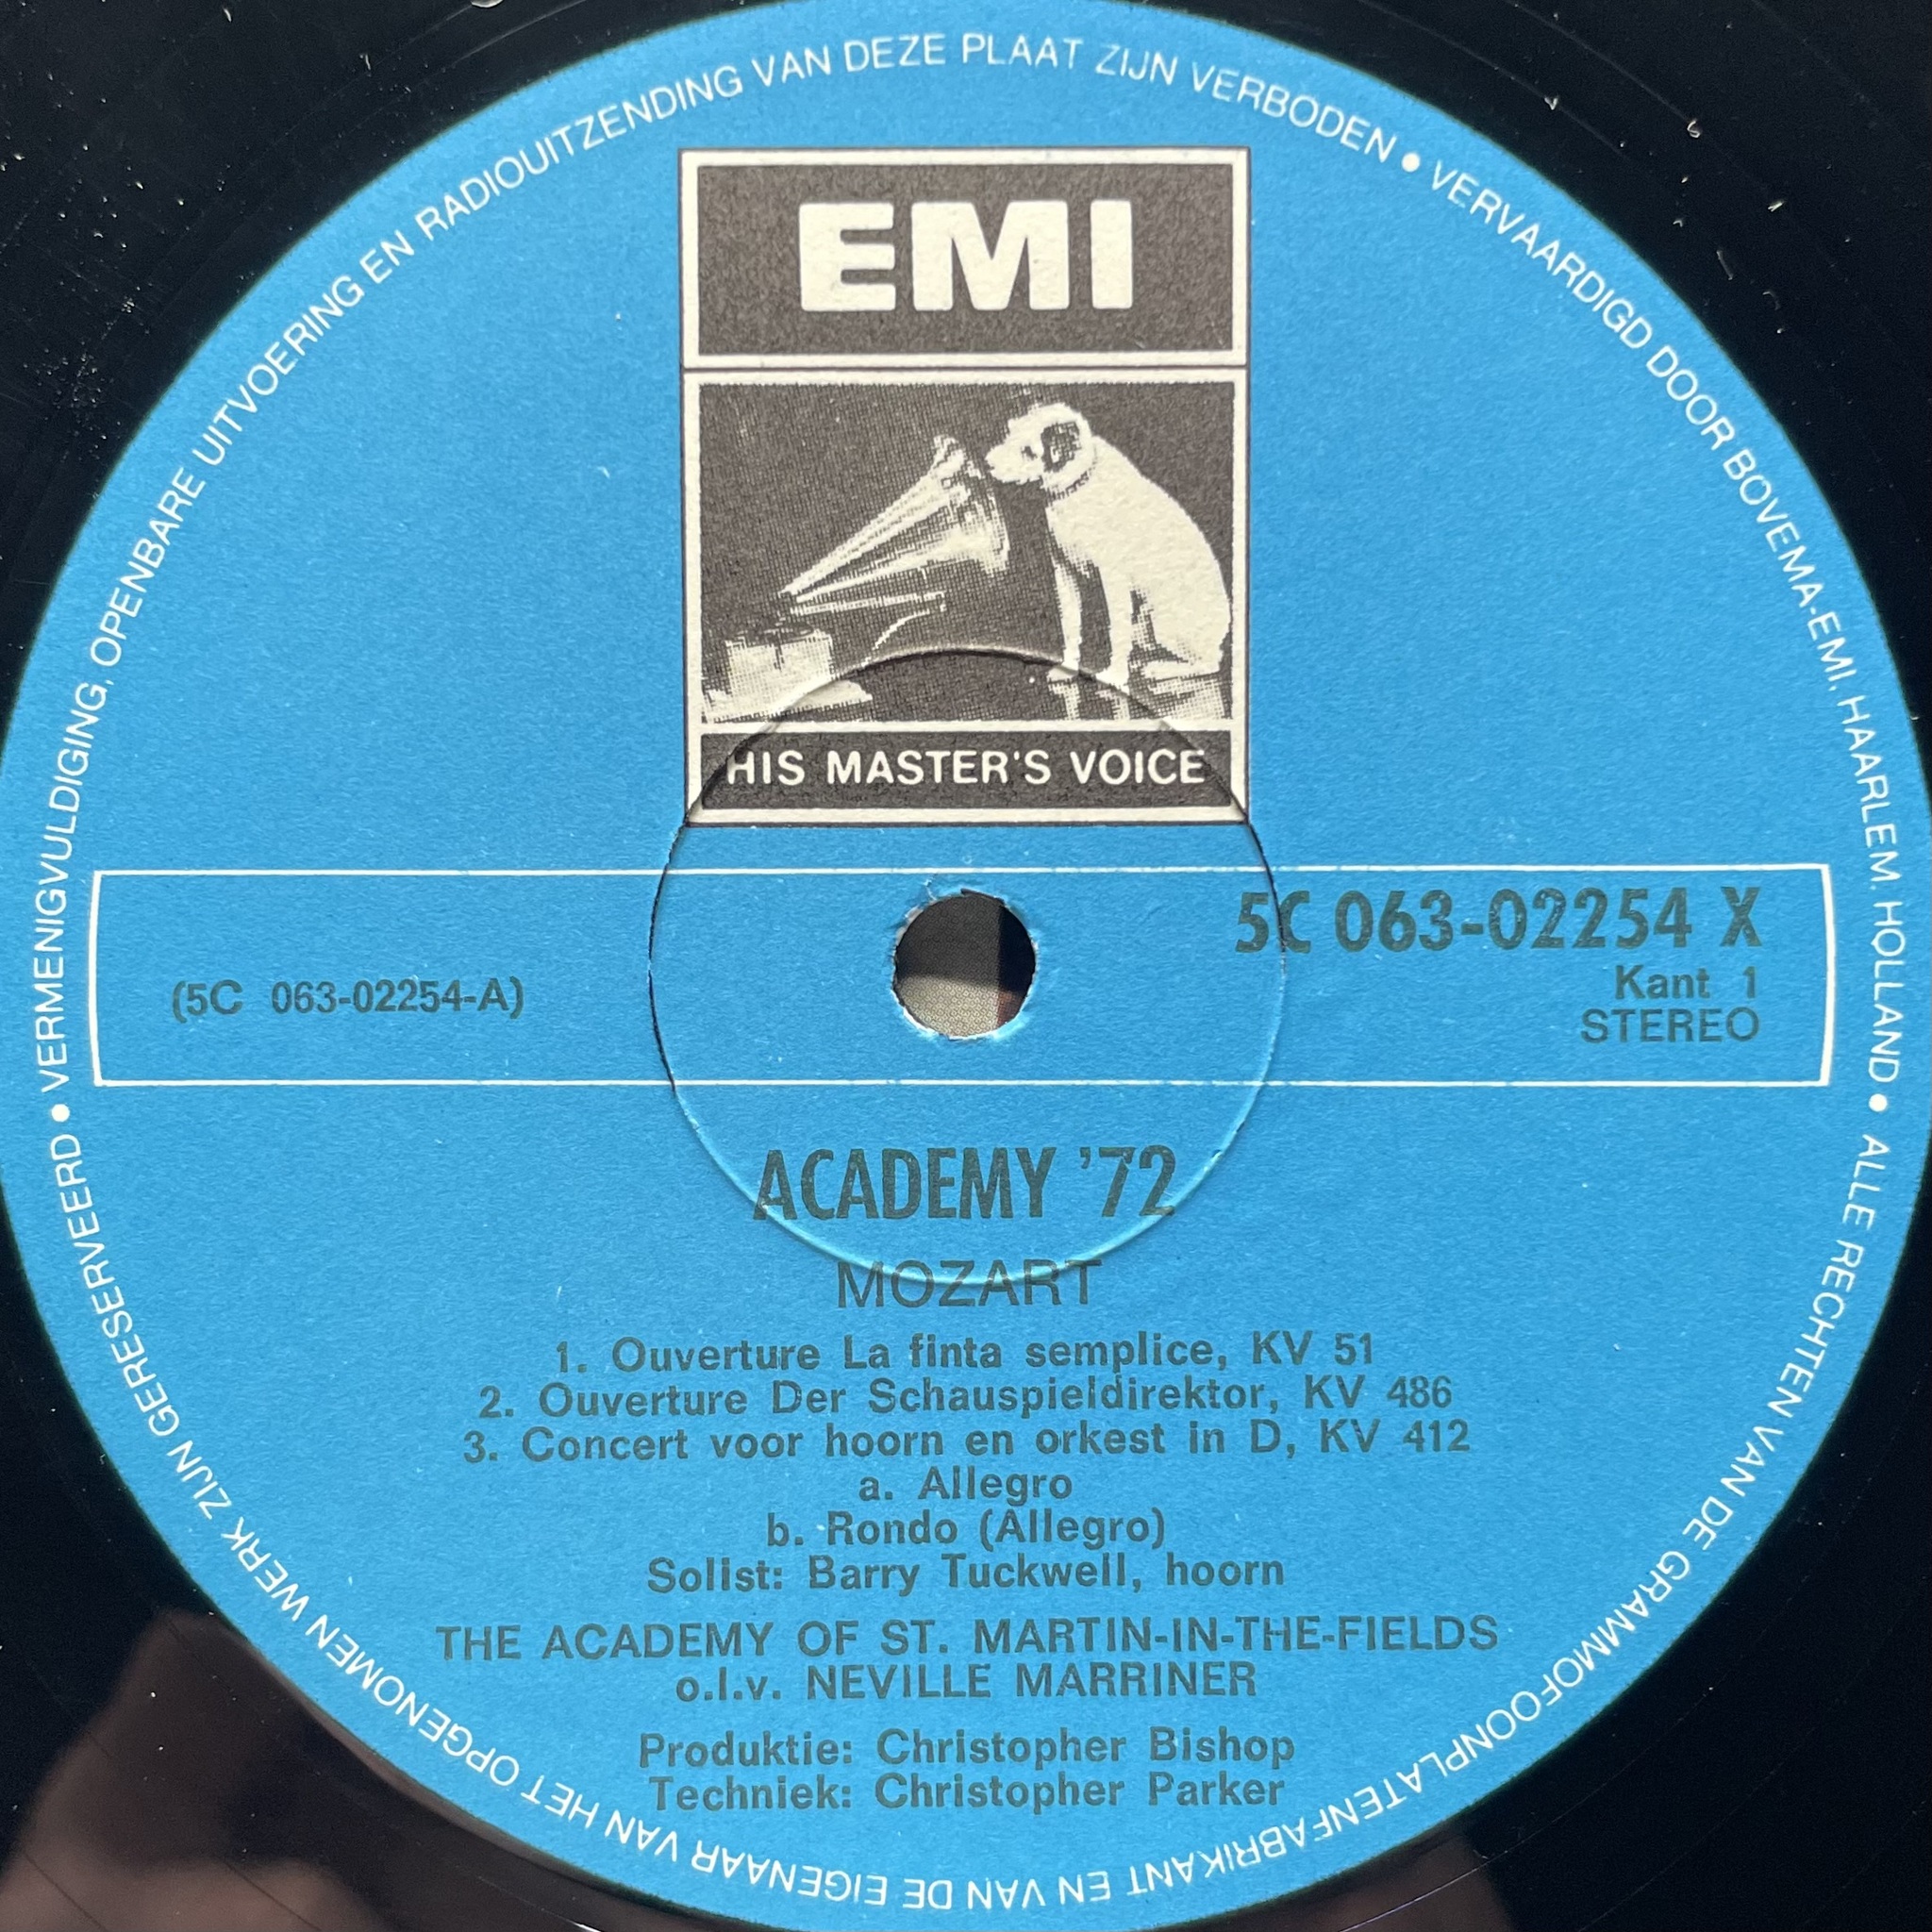 VERMENIGVULDIGING, OPENBARE UITVOERING EN RADIOUITZENDING VAN DEZE PLAAT ZIJN VERBODEN • VERVAARDIGD DOOR BOVEMA-EMI, HAARLEM. HOLLAND • ALLE RECHTEN VAN DE GRAMMOFOONPLATENFABRIKANT EN VAN DE EIGENAAR VAN HET OPGENOMEN WERK ZIJN GERESERVEERD •
EMI
HIS MASTER'S VOICE
5C 063-02254 X
(5C 063-02254-A)
Kant 1
STEREO
ACADEMY '72
MOZART
1. Ouverture La finta semplice, KV 51
2. Ouverture Der Schauspieldirektor, KV 486
3. Concert voor hoorn en orkest in D, KV 412
a. Allegro
b. Rondo (Allegro)
Solist: Barry Tuckwell, hoorn
THE ACADEMY OF ST. MARTIN-IN-THE-FIELDS
o.l.v. NEVILLE MARRINER
Produktie: Christopher Bishop
Techniek: Christopher Parker